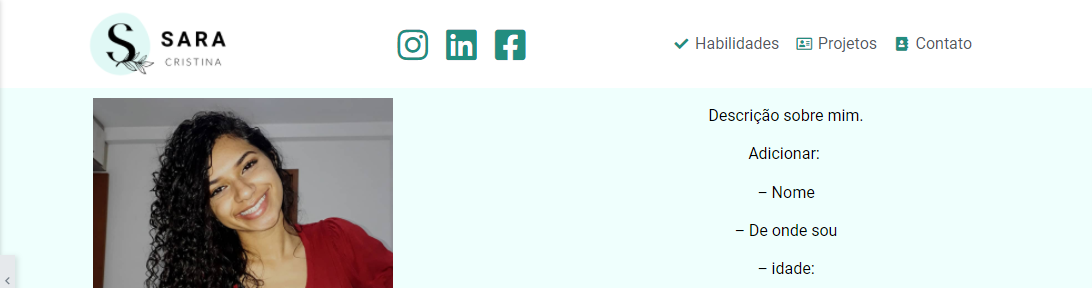 S SARA
CRISTINA
Habilidades Projetos Contato
Descrição sobre mim.
Adicionar:
– Nome
– De onde sou
– idade: